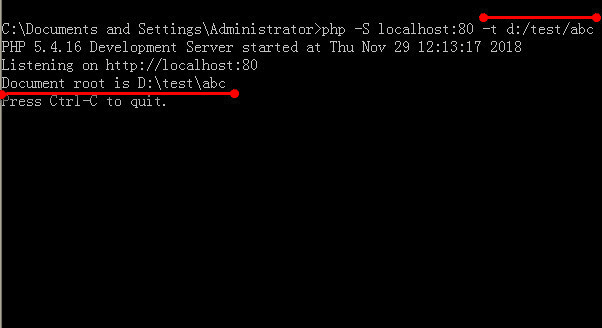 C:\Documents and Settings\Administrator>php -S localhost:80 -t d:/test/abc
PHP 5.4.16 Development Server started at Thu Nov 29 12:13:17 2018
Listening on http://localhost:80
Document root is D:\test\abc
Press Ctrl-C to quit.